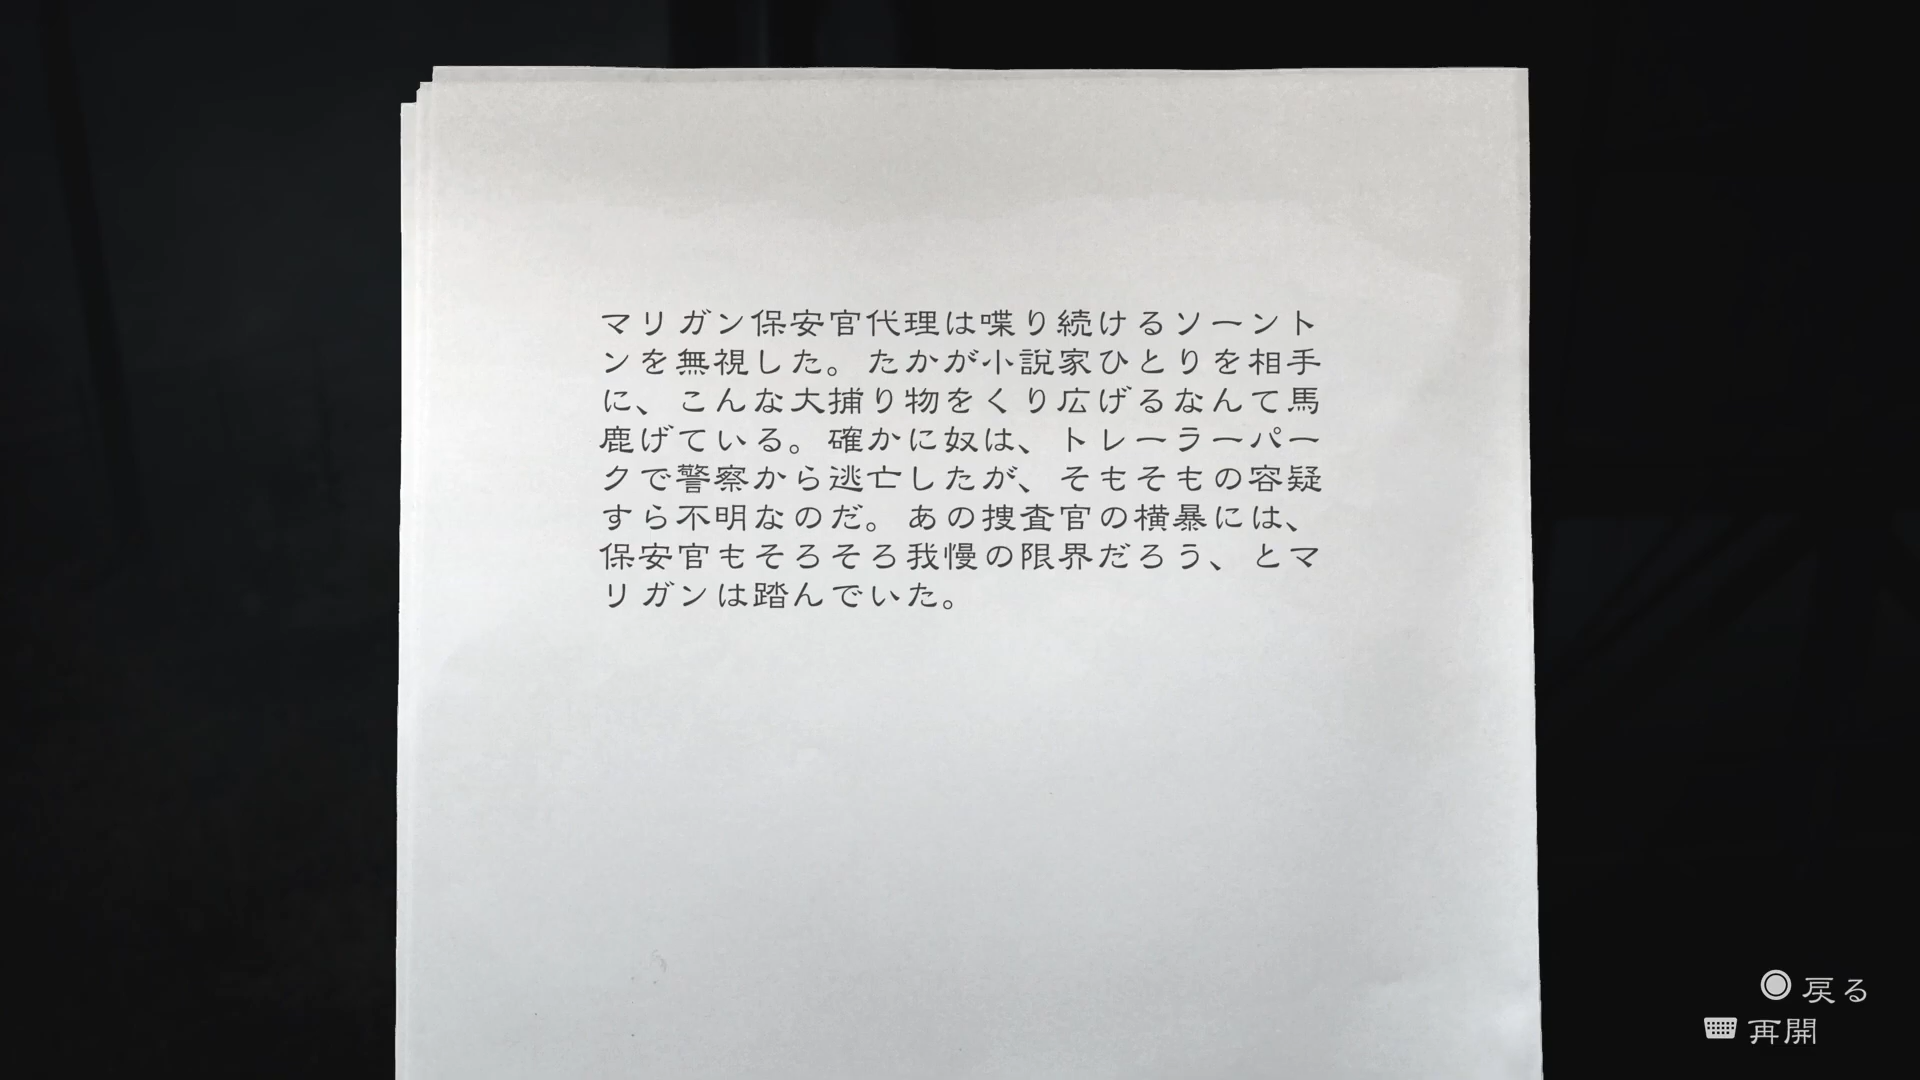 マリガン保安官代理は喋り続けるソーント
ンを無視した。たかが小説家ひとりを相手
に、こんな大捕り物をくり広げるなんて馬
鹿げている。確かに奴は、トレーラーパー
クで警察から逃亡したが、そもそもの容疑
すら不明なのだ。あの捜査官の横暴には、
保安官もそろそろ我慢の限界だろう、とマ
リガンは踏んでいた。
戻る
再開